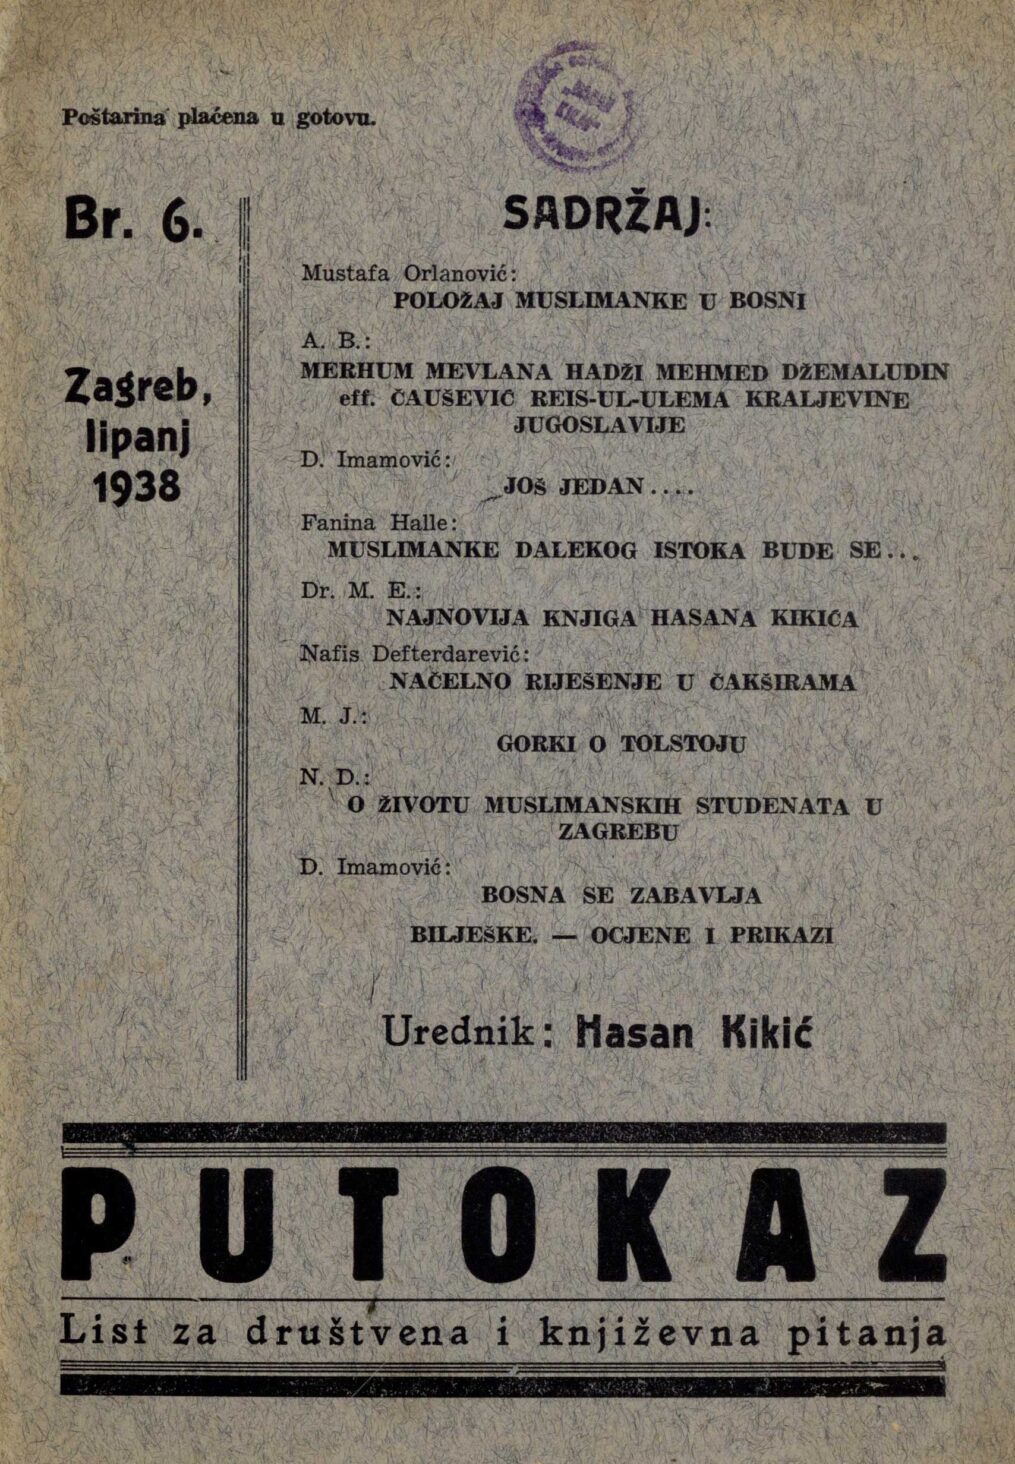 Poštarina plaćena u gotovu.
Br. 6.
Zagreb,
lipanj
1938
SADRŽAJ:
Mustafa Orlanović:
POLOŽAJ MUSLIMANKE U BOSNI
A. B.:
MERHUM MEVLANA HADŽI MEHMED DŽEMALUDIN
eff. ČAUŠEVIĆ REIS-UL-ULEMA KRALJEVINE
JUGOSLAVIJE
D. Imamović:
JOŠ JEDAN....
Fanina Halle:
MUSLIMANKE DALEKOG ISTOKA BUDE SE...
Dr. M. E.:
NAJNOVIJA KNJIGA HASANA KIKIĆA
Nafis Defterdarević:
NAČELNO RIJEŠENJE U ČAKŠIRAMA
M. J.:
GORKI O TOLSTOJU
N. D.:
O ŽIVOTU MUSLIMANSKIH STUDENATA U
ZAGREBU
D. Imamović:
BOSNA SE ZABAVLJA
BILJEŠKE. — OCJENE I PRIKAZI
Urednik: Hasan Kikić
PUTOKAZ
List za društvena i književna pitanja